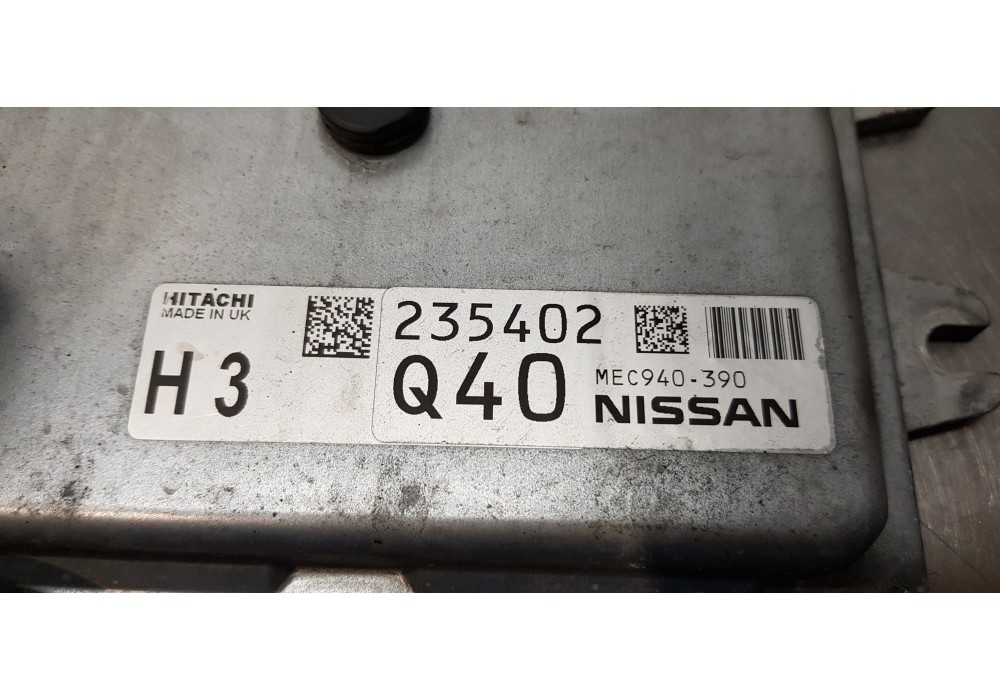 HITACHI
MADE IN UK
H3
235402
Q40
MEC940-390
NISSAN